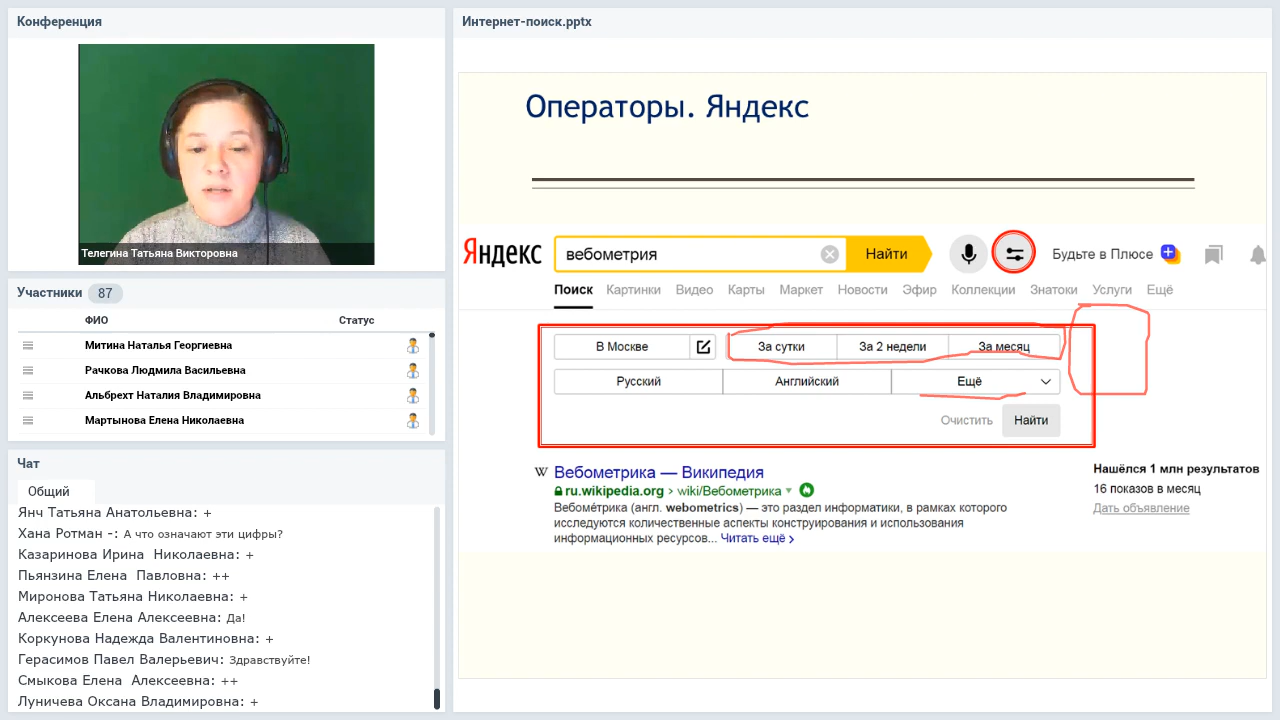 Конференция
Телегина Татьяна Викторовна
Участники 87
ФИО Статус
Митина Наталья Георгиевна
Рачкова Людмила Васильевна
Альбрехт Наталия Владимировна
Мартынова Елена Николаевна
Чат
Общий
Янч Татьяна Анатольевна: +
Хана Ротман -: А что означают эти цифры?
Казаринова Ирина Николаевна: +
Пьянзина Елена Павловна: ++
Миронова Татьяна Николаевна: +
Алексеева Елена Алексеевна: Да!
Коркунова Надежда Валентиновна: +
Герасимов Павел Валерьевич: Здравствуйте!
Смыкова Елена Алексеевна: ++
Луничева Оксана Владимировна: +
Интернет-поиск.pptx
Операторы. Яндекс
Яндекс вебометрия Найти Будьте в Плюсе
Поиск Картинки Видео Карты Маркет Новости Эфир Коллекции Знатоки Услуги Ещё
В Москве За сутки За 2 недели За месяц
Русский Английский Ещё
Очистить Найти
W Вебометрика — Википедия
ru.wikipedia.org › wiki/Вебометрика
Вебоме́трика (англ. webometrics) — это раздел информатики, в рамках которого
исследуются количественные аспекты конструирования и использования
информационных ресурсов... Читать ещё ›
Нашёлся 1 млн результатов
16 показов в месяц
Дать объявление